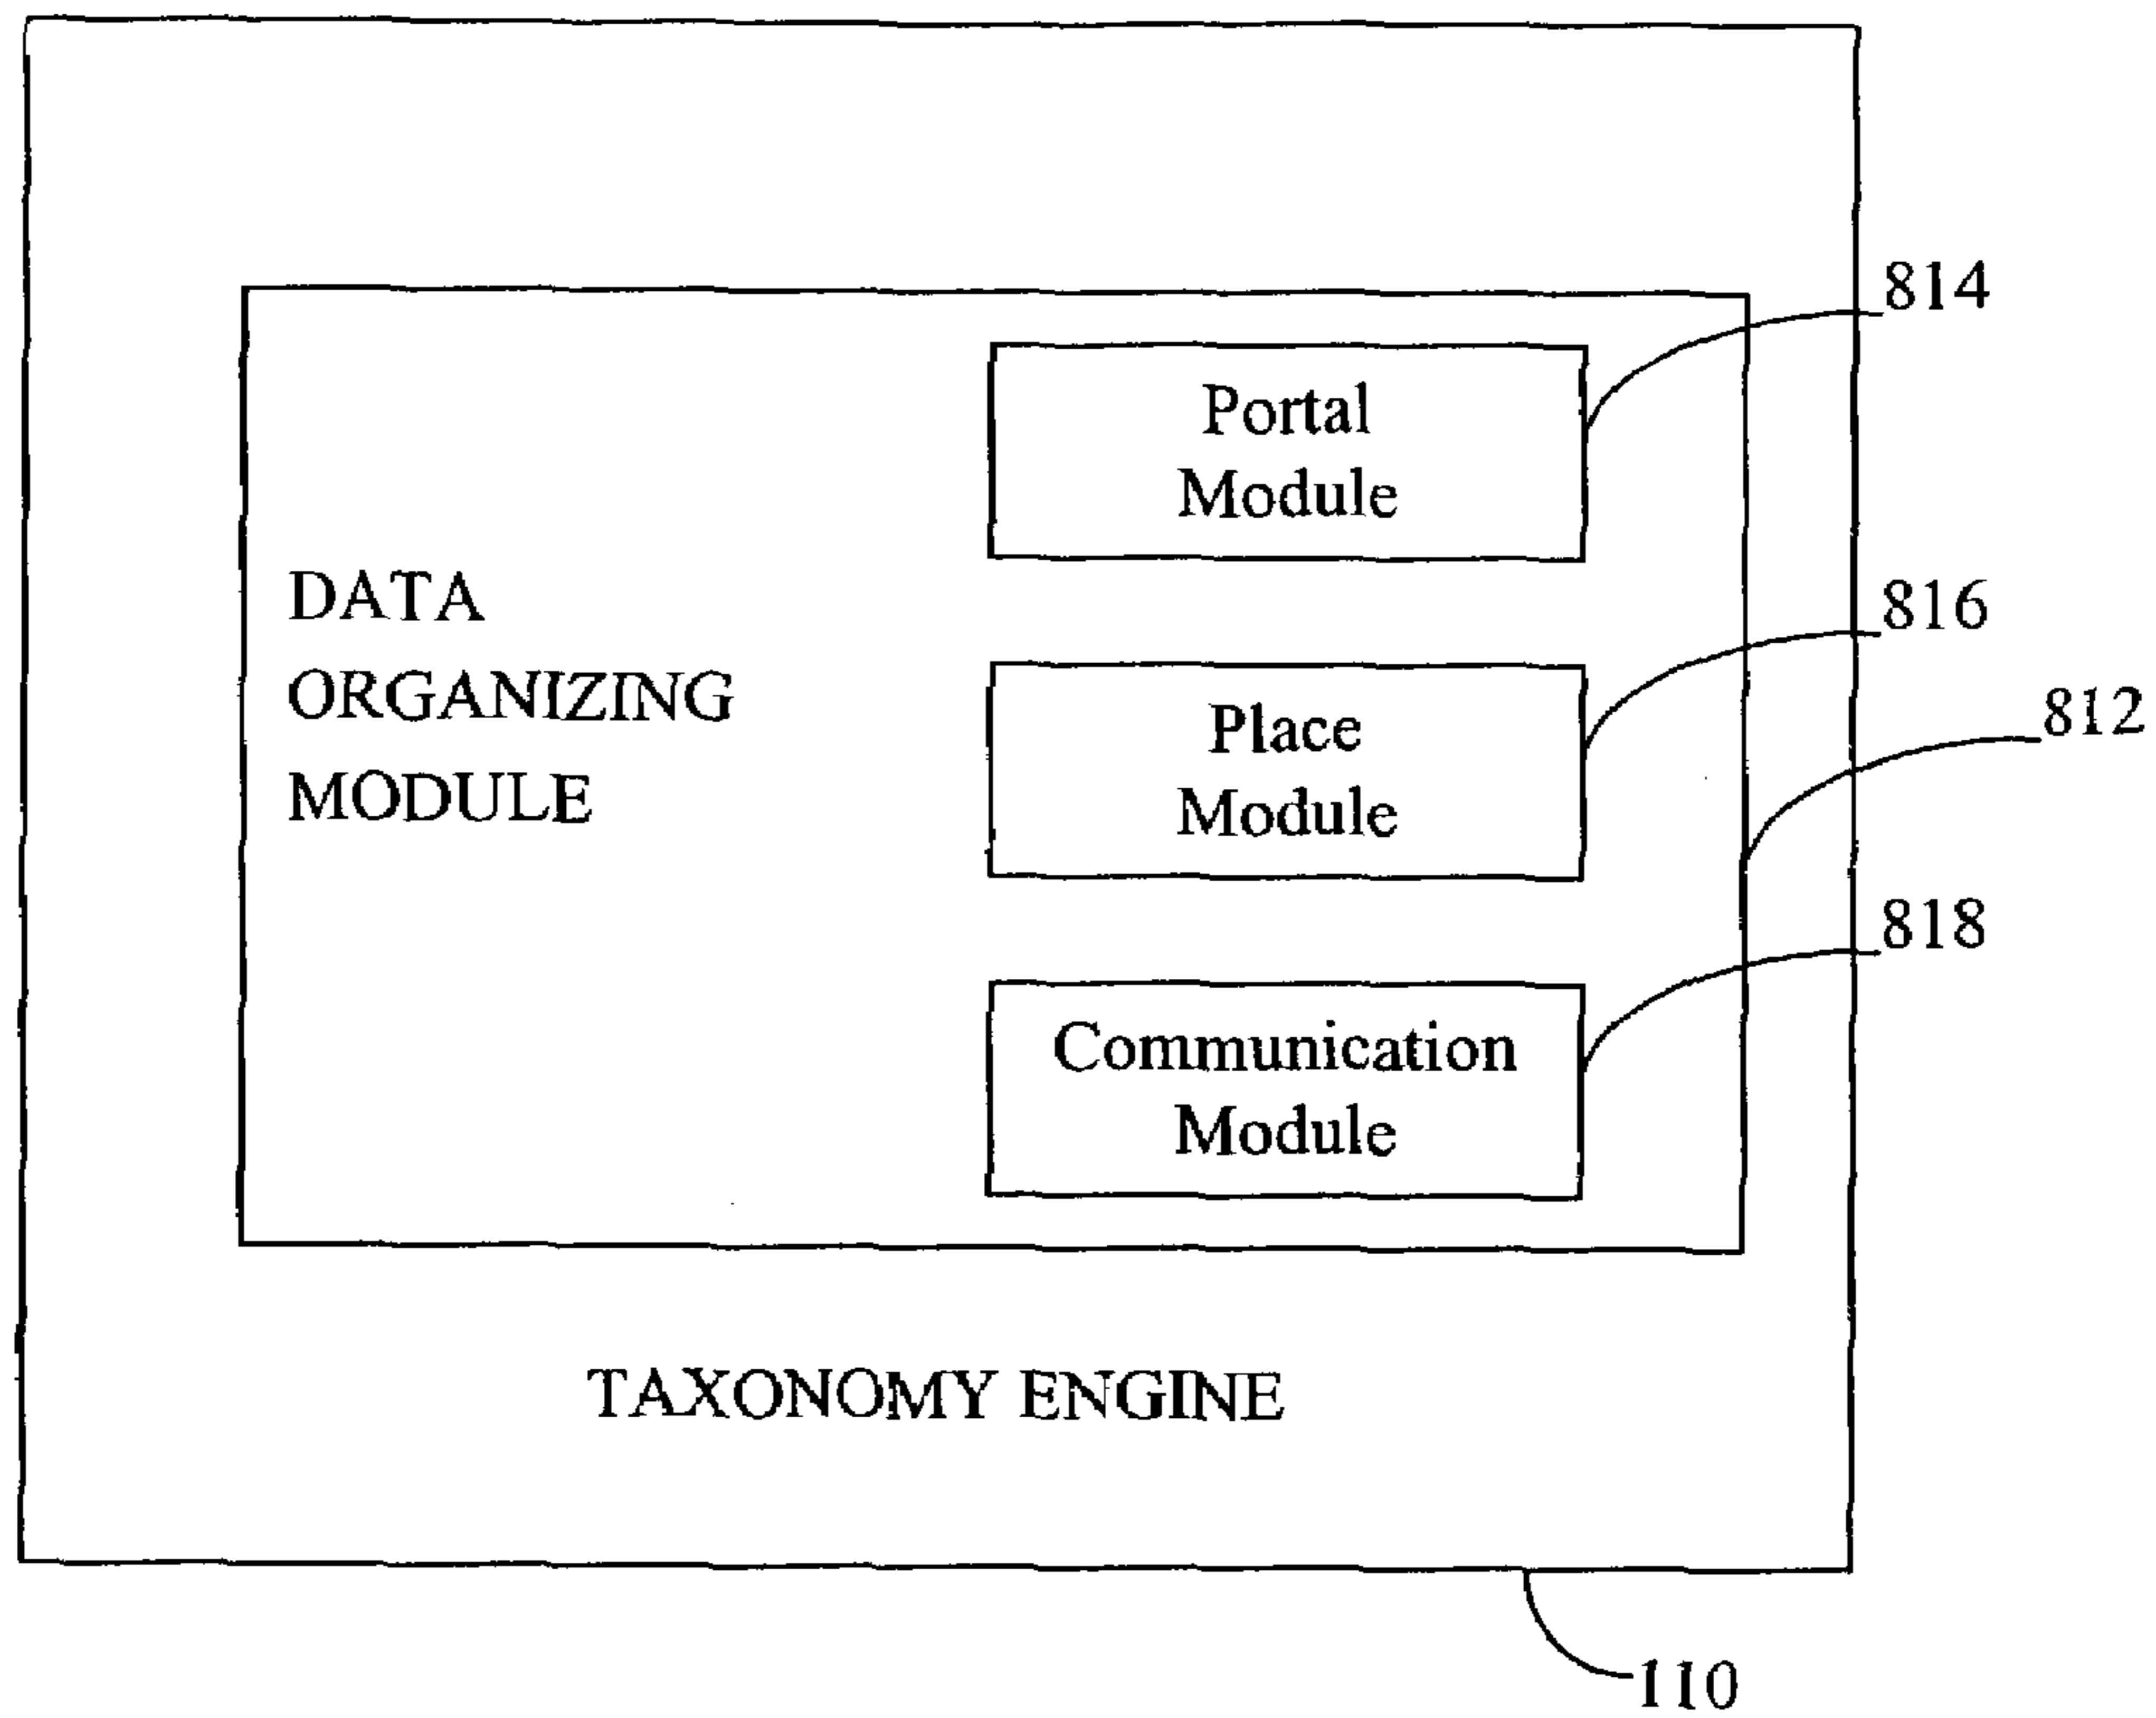 814
Portal
Module
DATA
ORGANIZING
MODULE
816
Place
Module
812
818
Communication
Module
TAXONOMY ENGINE
110